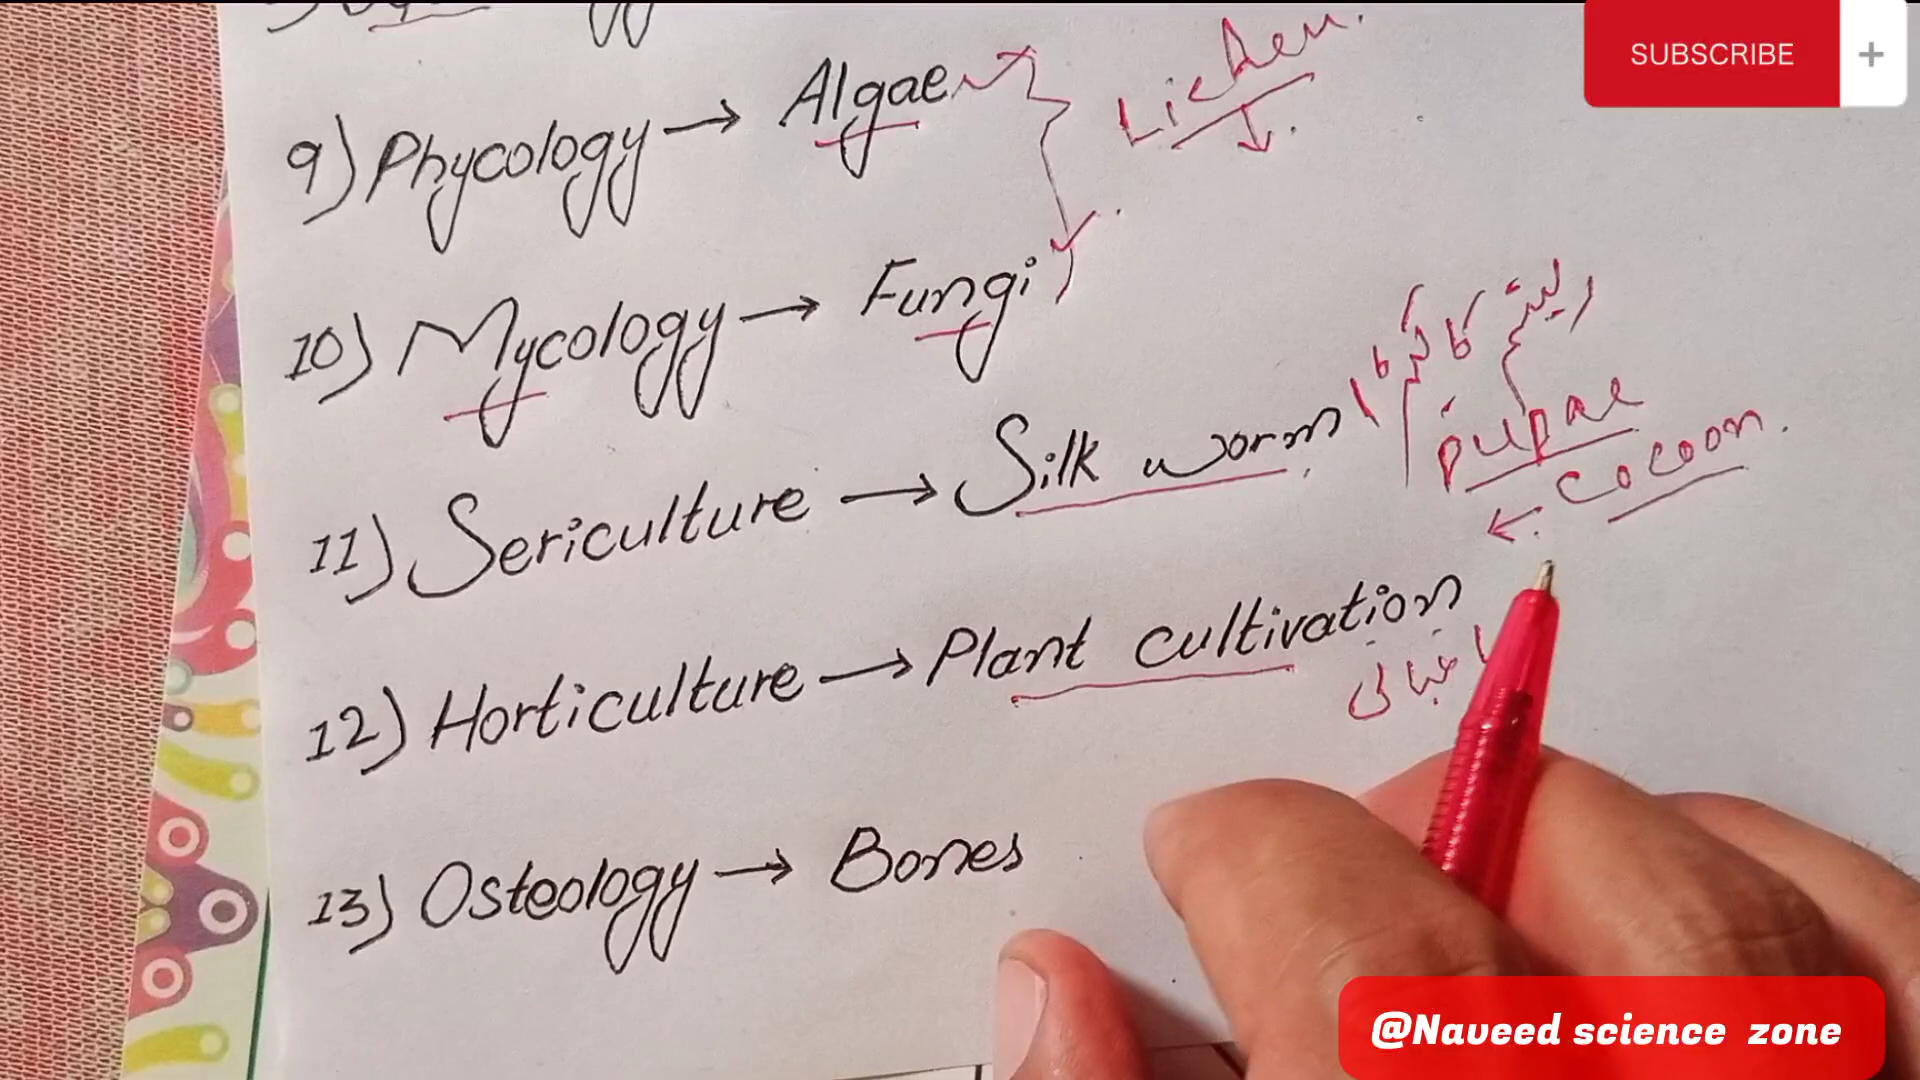 SUBSCRIBE +
9) Phycology → Algae
Lichen.
10) Mycology → Fungi
ریشم کا کیڑا
11) Sericulture → Silk worm
pupae
← cocoon.
12) Horticulture → Plant cultivation
باغبانی
13) Osteology → Bones
@Naveed science zone